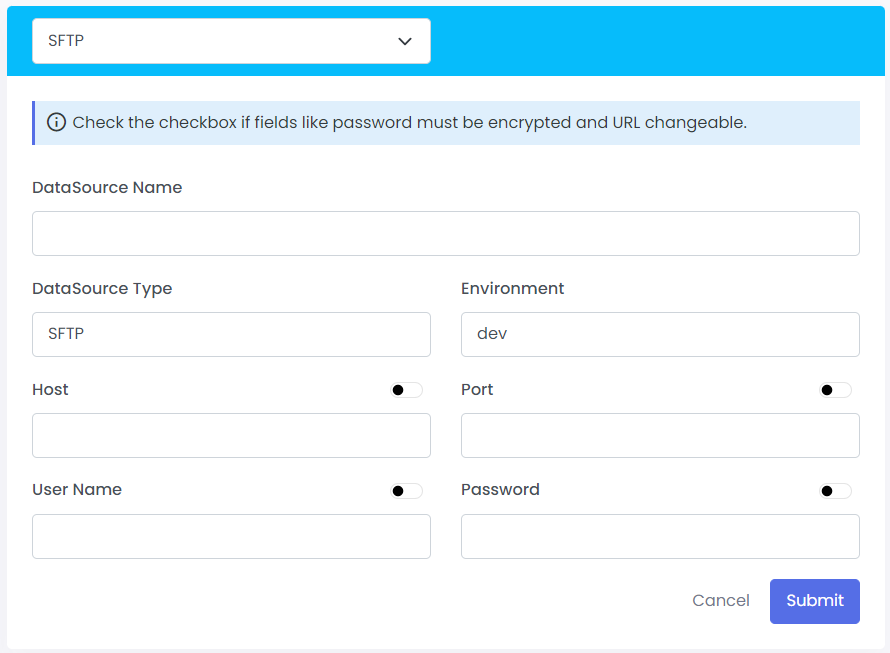 SFTP
Check the checkbox if fields like password must be encrypted and URL changeable.
DataSource Name
DataSource Type
Environment
SFTP
dev
Host
Port
User Name
Password
Cancel
Submit